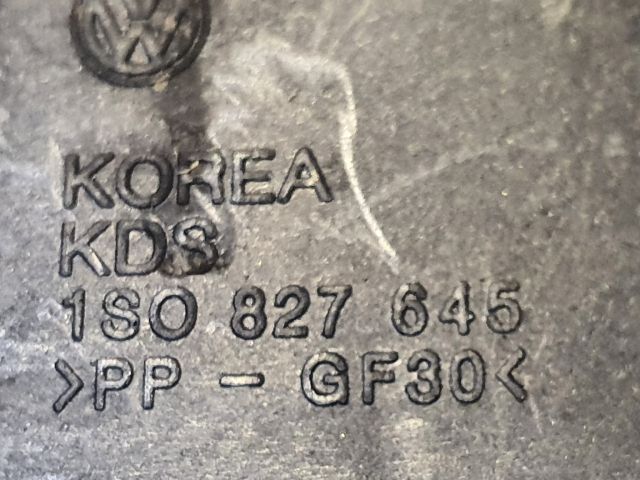 KOREA
KDS
1S0 827 645
>PP - GF30<